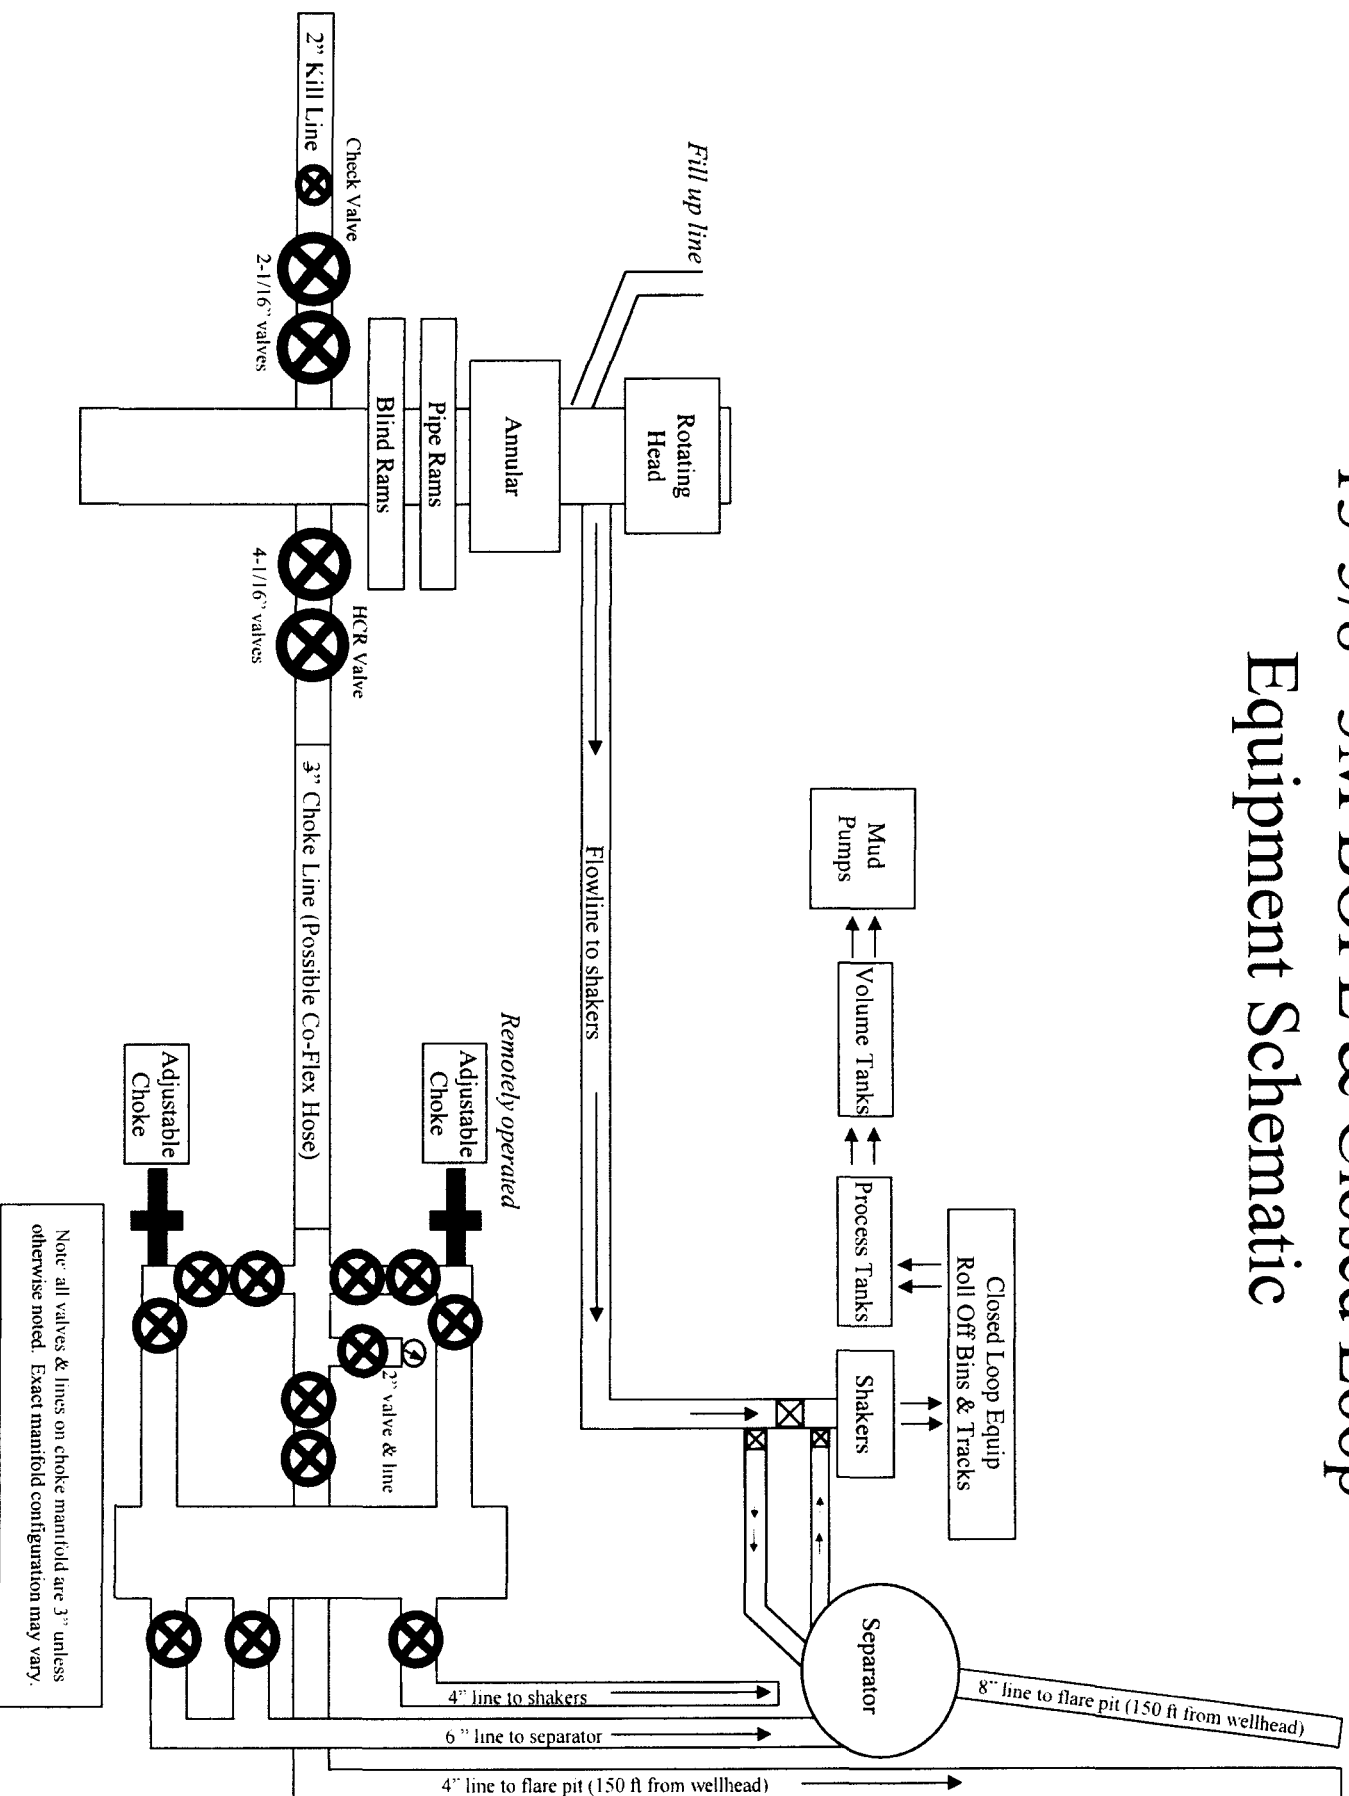 Equipment Schematic
Fill up line
Rotating
Head
Mud
Pumps
Volume Tanks
Process Tanks
Closed Loop Equip
Roll Off Bins & Tracks
Shakers
Flowline to shakers
Annular
Pipe Rams
Blind Rams
Check Valve
2” Kill Line
2-1/16” valves
HCR Valve
4-1/16” valves
3” Choke Line (Possible Co-Flex Hose)
Remotely operated
Adjustable
Choke
Adjustable
Choke
2” valve & line
Separator
8” line to flare pit (150 ft from wellhead)
4” line to shakers
6 ” line to separator
4” line to flare pit (150 ft from wellhead)
Note: all valves & lines on choke manifold are 3” unless
otherwise noted. Exact manifold configuration may vary.